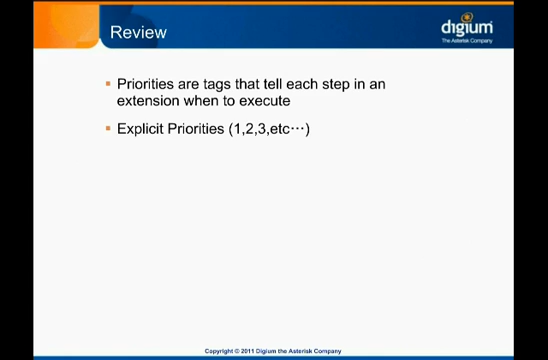 Review
digium
The Asterisk Company
Priorities are tags that tell each step in an
extension when to execute
Explicit Priorities (1,2,3,etc···)
Copyright © 2011 Digium the Asterisk Company